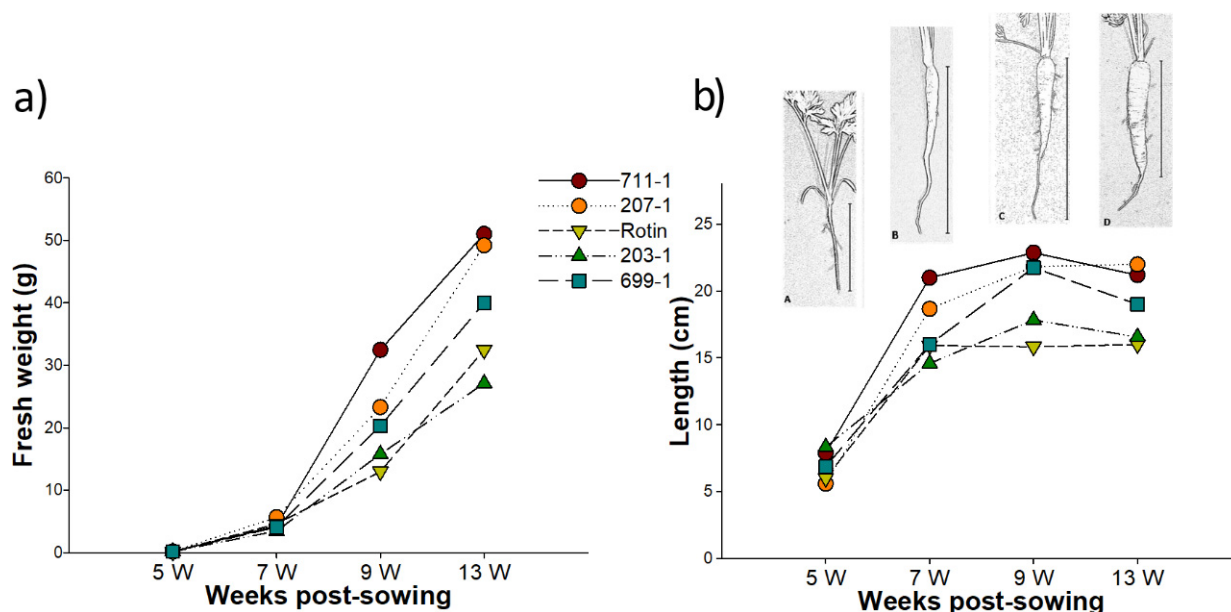 a)
60
50
40
30
20
10
0
Fresh weight (g)
5 W 7 W 9 W 13 W
Weeks post-sowing
711-1
207-1
Rotin
203-1
699-1
b)
A
B
C
D
25
20
15
10
5
0
Length (cm)
5 W 7 W 9 W 13 W
Weeks post-sowing